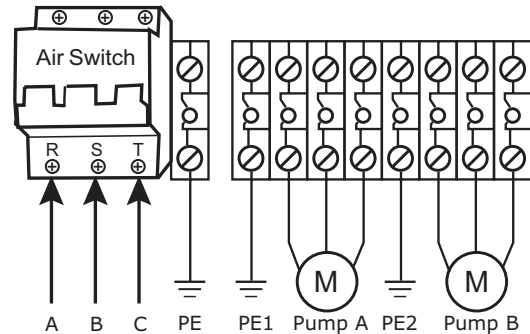 Air Switch
R S T
M M
A B C PE PE1 Pump A PE2 Pump B